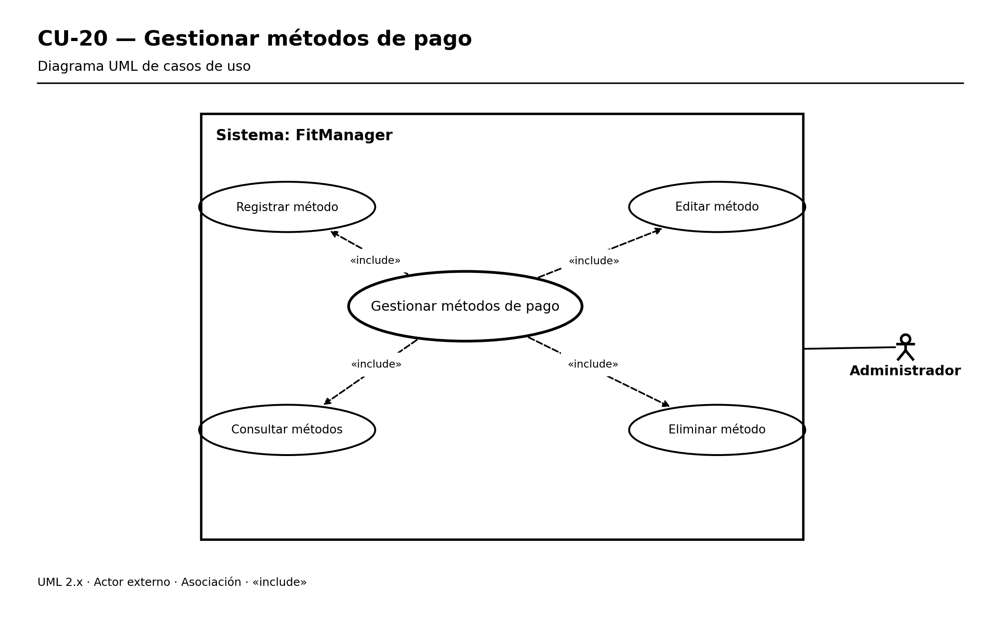 CU-20 — Gestionar métodos de pago
Diagrama UML de casos de uso
Sistema: FitManager
Registrar método
Editar método
«include»
«include»
Gestionar métodos de pago
«include»
«include»
Administrador
Consultar métodos
Eliminar método
UML 2.x · Actor externo · Asociación · «include»